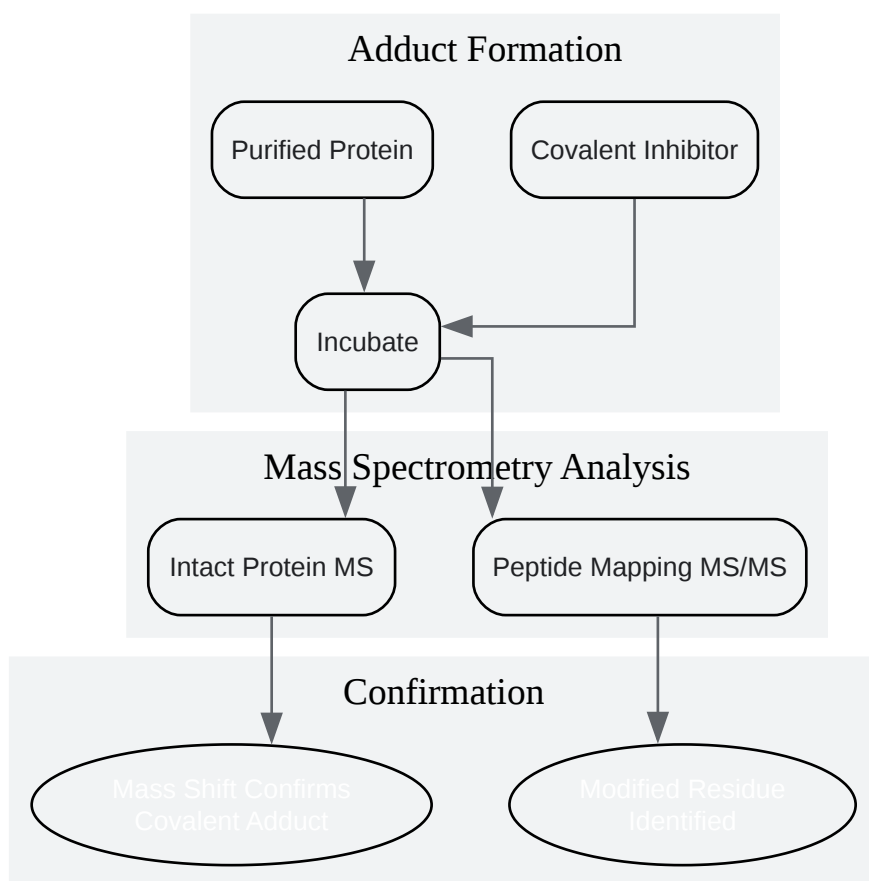 Adduct Formation
Purified Protein
Covalent Inhibitor
Incubate
Mass Spectrometry Analysis
Intact Protein MS
Peptide Mapping MS/MS
Confirmation
Mass Shift Confirms
Covalent Adduct
Modified Residue
Identified